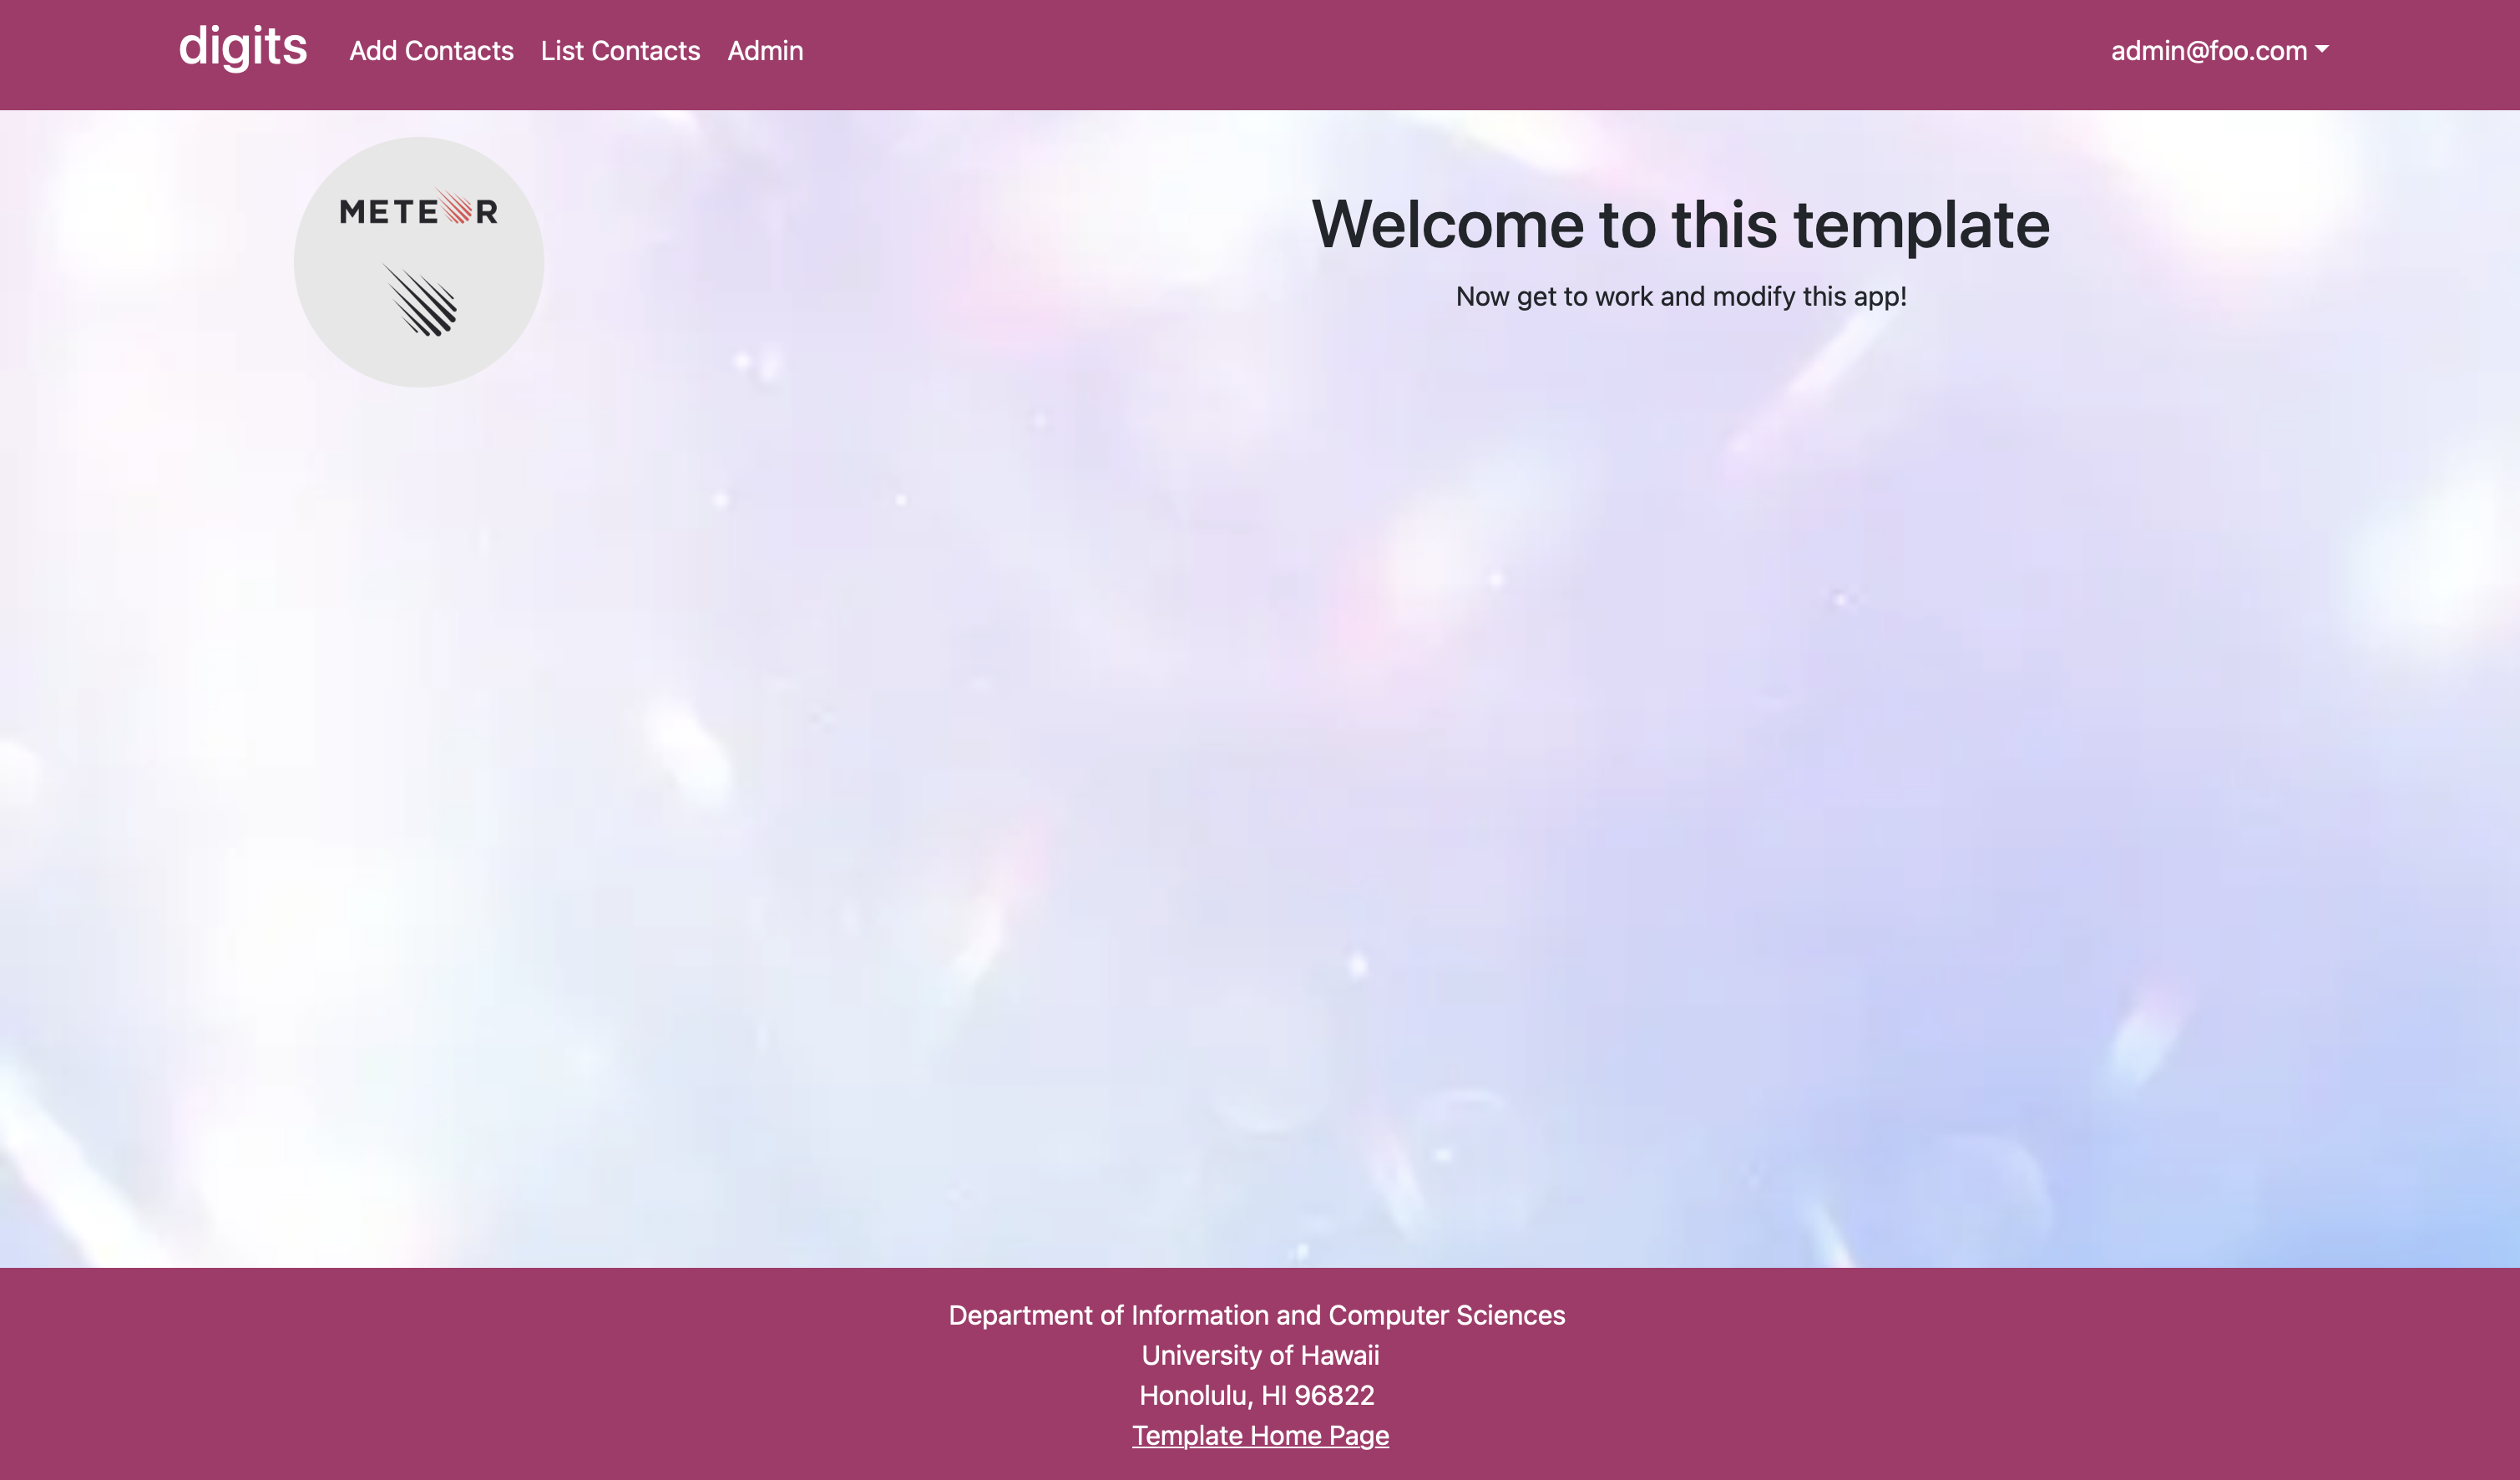 digits Add Contacts List Contacts Admin admin@foo.com
METEOR
Welcome to this template
Now get to work and modify this app!
Department of Information and Computer Sciences
University of Hawaii
Honolulu, HI 96822
Template Home Page